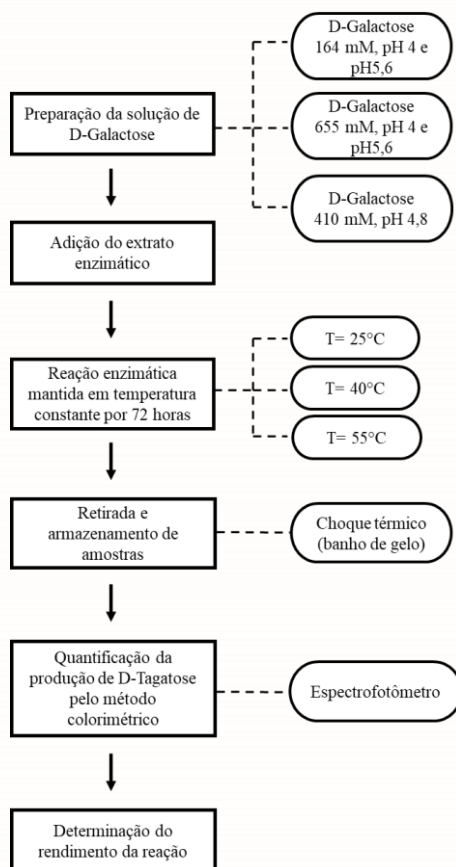 D-Galactose
164 mM, pH 4 e
pH5,6
Preparação da solução de
D-Galactose
D-Galactose
655 mM, pH 4 e
pH5,6
D-Galactose
410 mM, pH 4,8
Adição do extrato
enzimático
Reação enzimática
mantida em temperatura
constante por 72 horas
T= 25°C
T= 40°C
T= 55°C
Retirada e
armazenamento de
amostras
Choque térmico
(banho de gelo)
Quantificação da
produção de D-Tagatose
pelo método
colorimétrico
Espectrofotômetro
Determinação do
rendimento da reação